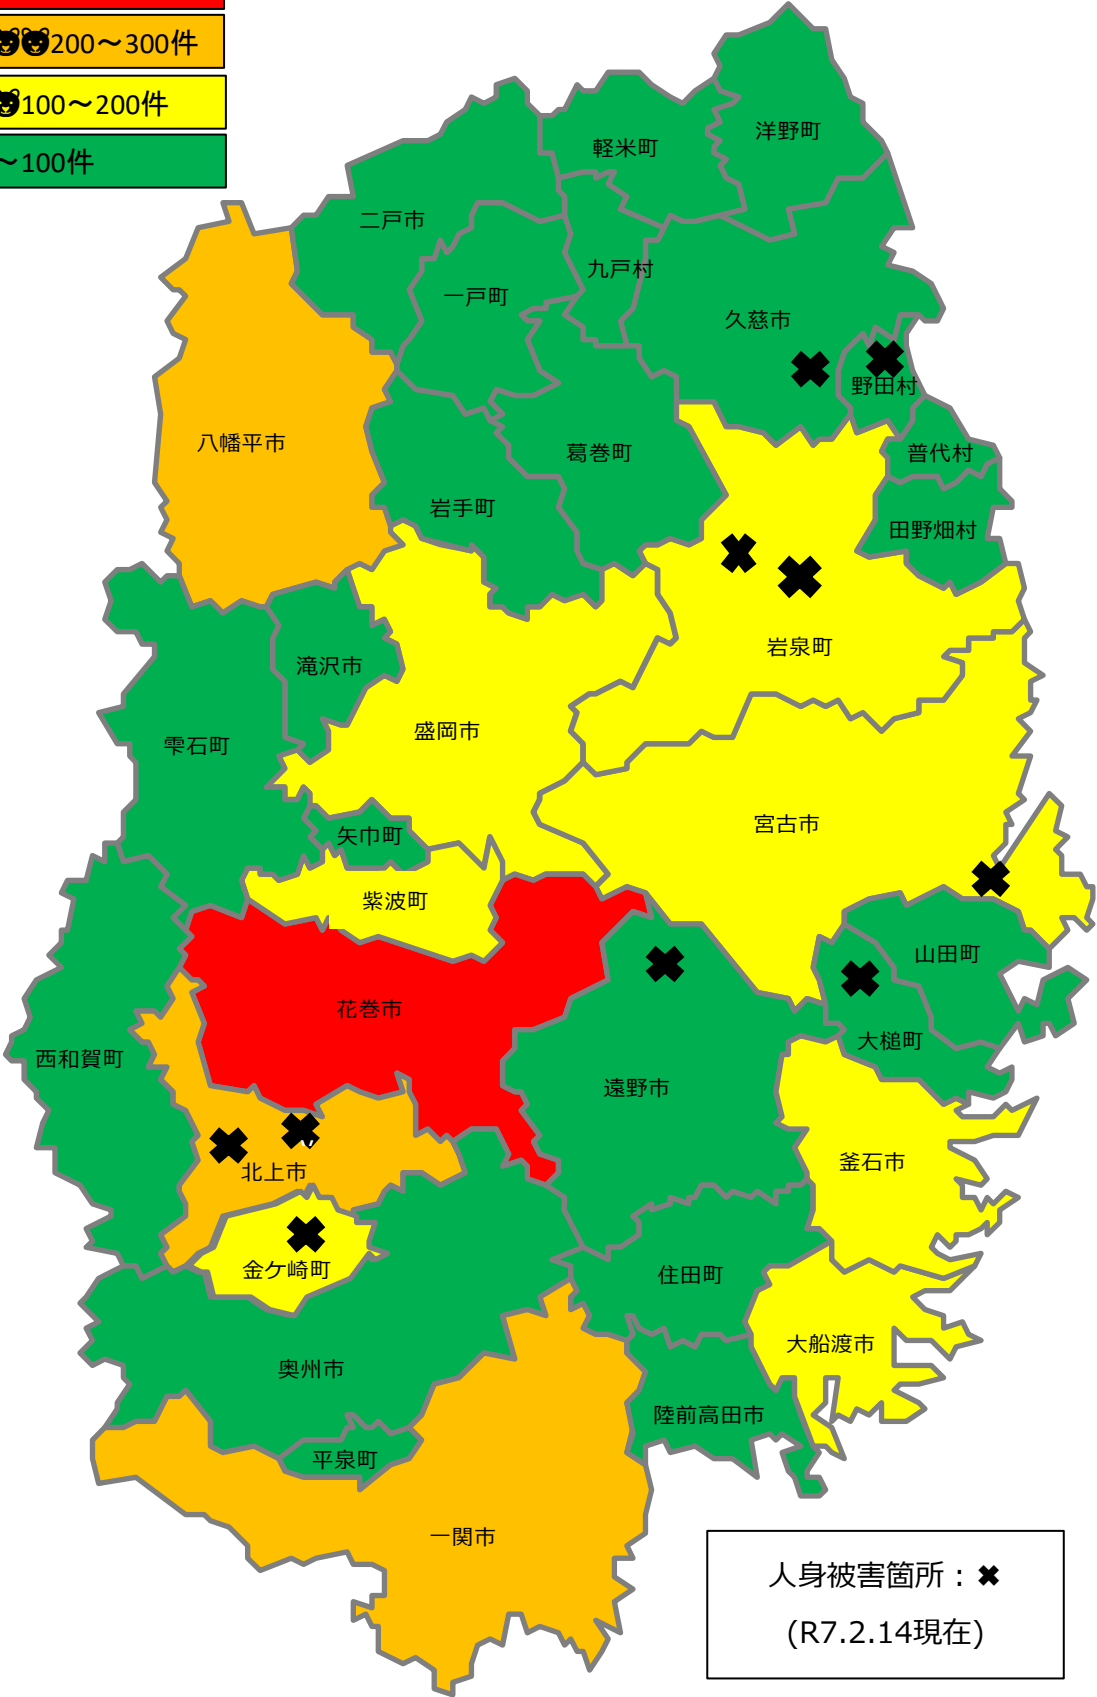 200～300件
100～200件
～100件
洋野町
軽米町
二戸市
九戸村
一戸町
久慈市
野田村
八幡平市
葛巻町
普代村
岩手町
田野畑村
岩泉町
滝沢市
盛岡市
雫石町
宮古市
矢巾町
紫波町
山田町
花巻市
大槌町
西和賀町
遠野市
釜石市
北上市
金ケ崎町
住田町
大船渡市
奥州市
陸前高田市
平泉町
一関市
人身被害箇所：✖
(R7.2.14現在)